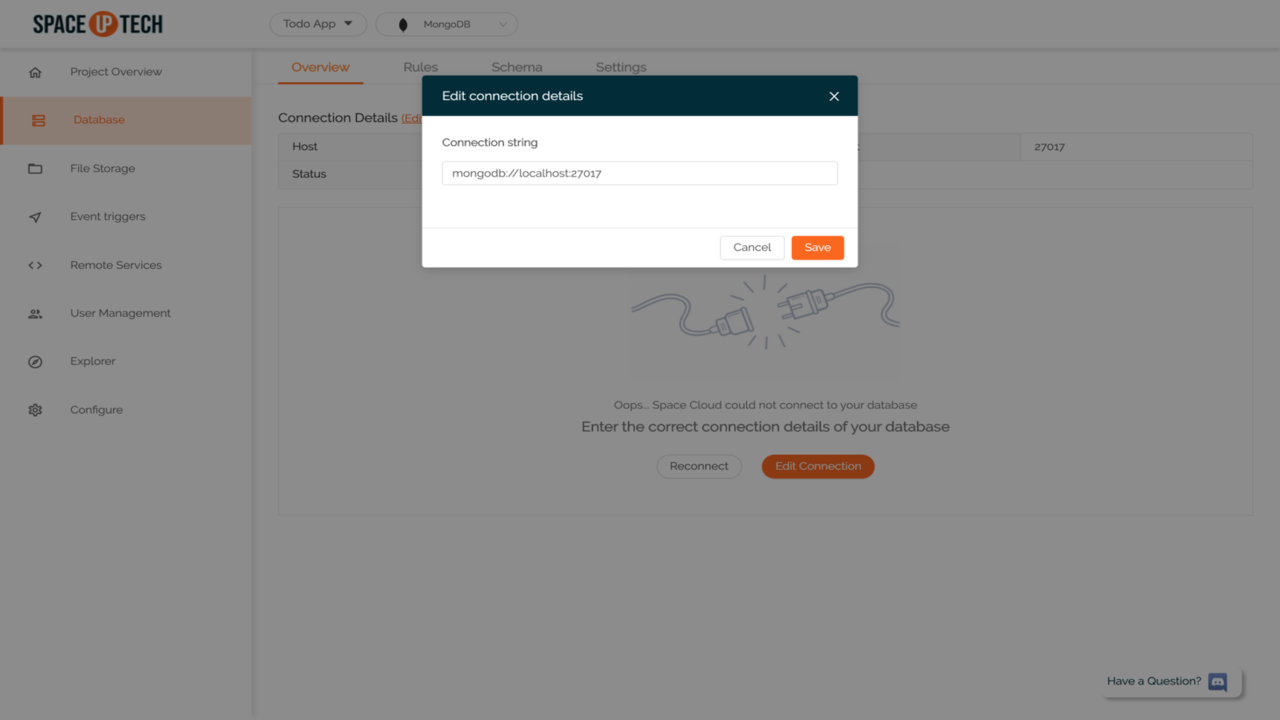 SPACE UP TECH
Todo App
MongoDB
Project Overview
Database
File Storage
Event triggers
Remote Services
User Management
Explorer
Configure
Overview Rules Schema Settings
Connection Details (Edi
Host 27017
Status
Edit connection details
Connection string
mongodb://localhost:27017
Cancel Save
Oops... Space Cloud could not connect to your database
Enter the correct connection details of your database
Reconnect Edit Connection
Have a Question?